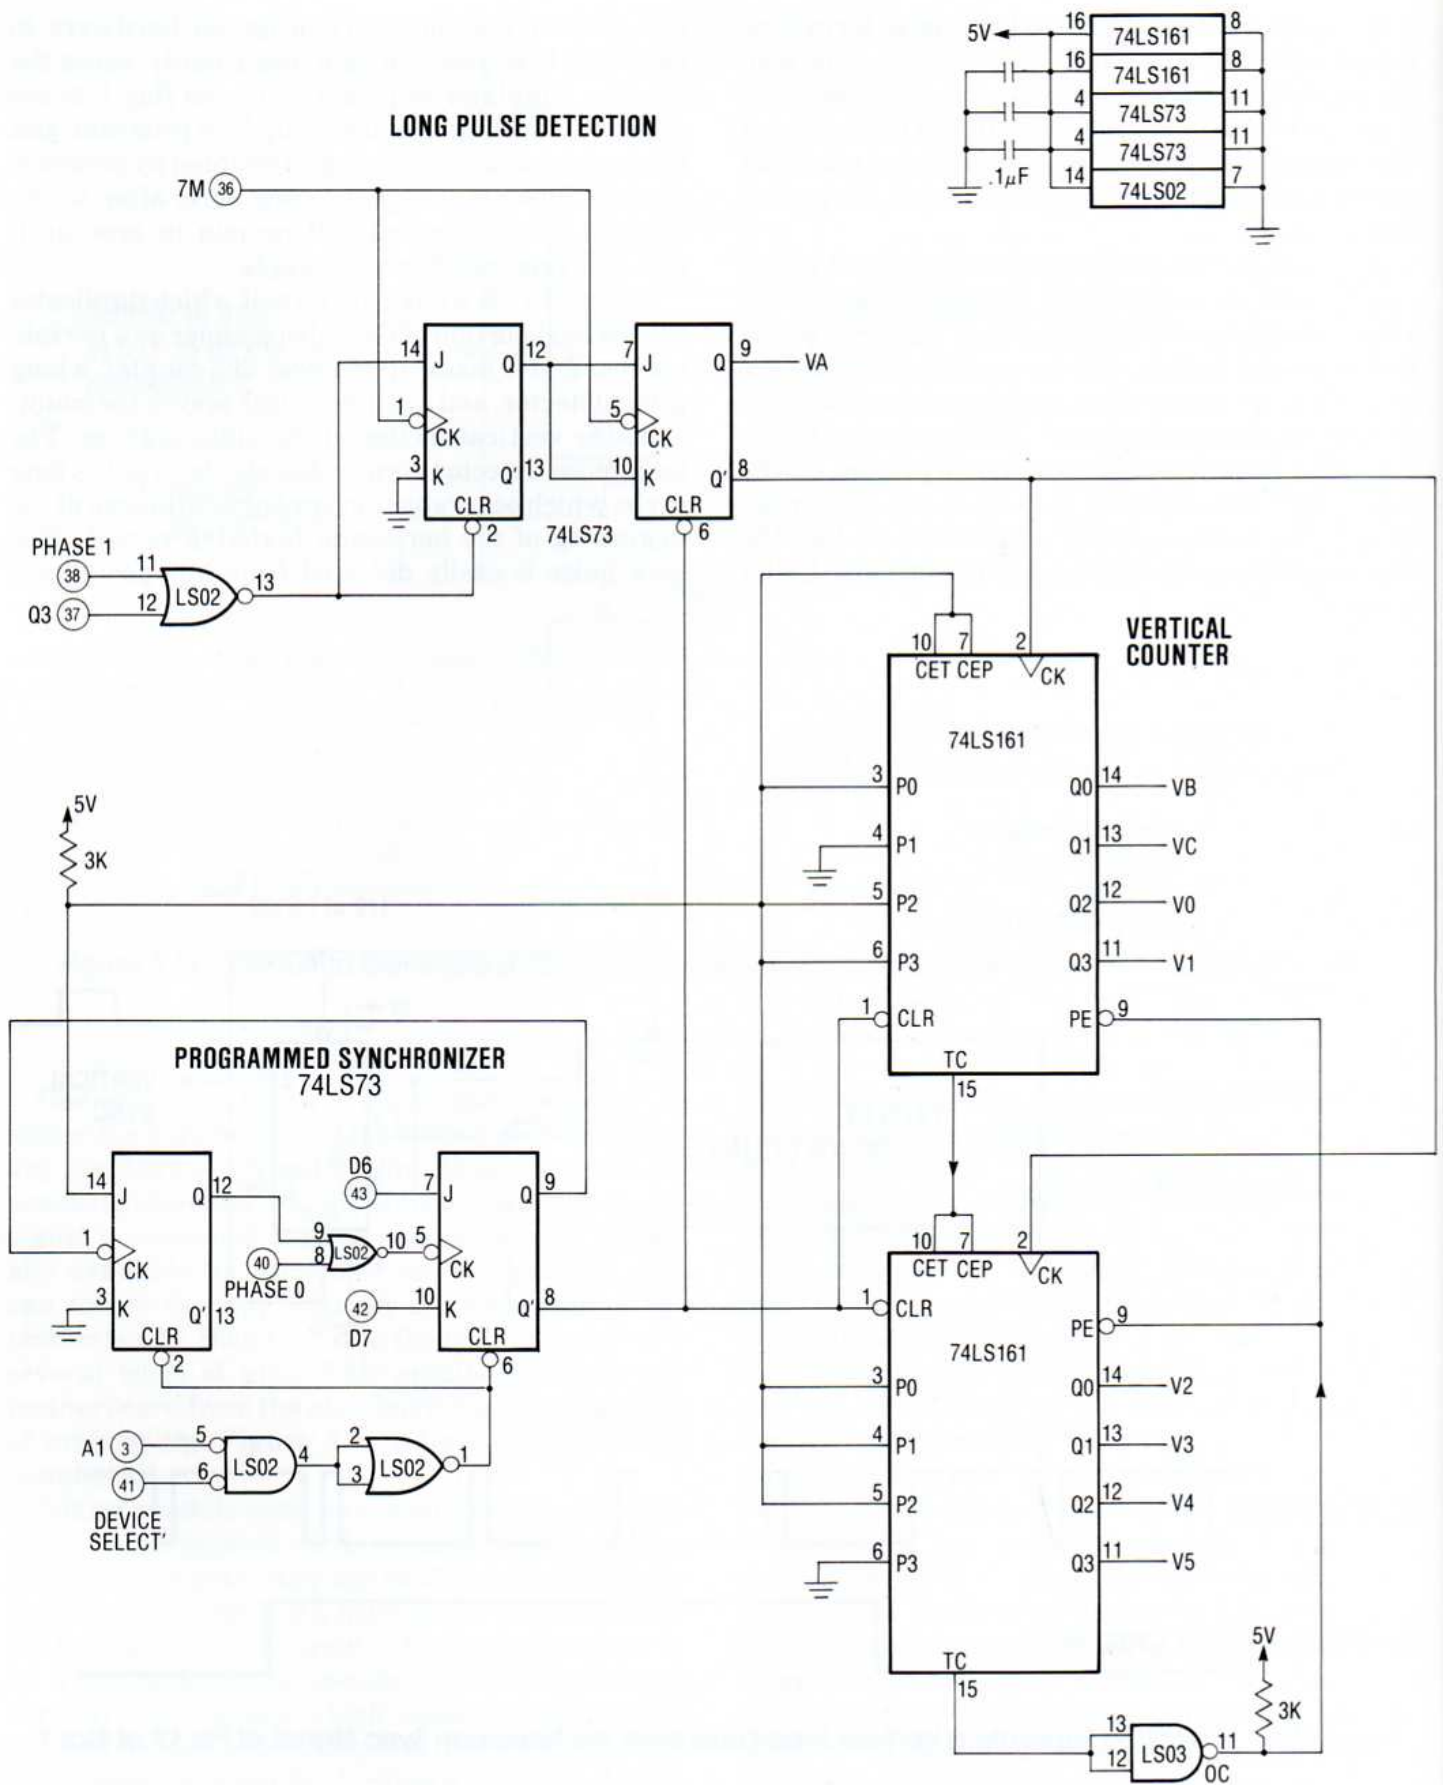 5V
16 74LS161 8
16 74LS161 8
4 74LS73 11
4 74LS73 11
14 74LS02 7
.1µF
LONG PULSE DETECTION
7M 36
14 J Q 12
1 CK
3 K Q' 13
CLR
2
74LS73
7 J Q 9 VA
5 CK
10 K Q' 8
CLR
6
PHASE 1
38 11
Q3 37 12
LS02 13
VERTICAL
COUNTER
10 7 2
CET CEP CK
74LS161
3 P0 Q0 14 VB
4 P1 Q1 13 VC
5 P2 Q2 12 V0
6 P3 Q3 11 V1
1 CLR PE 9
TC
15
5V
3K
PROGRAMMED SYNCHRONIZER
74LS73
14 J Q 12
1 CK
3 K Q' 13
CLR
2
9
8 LS02 10
40
PHASE 0
D6
43 7 J Q 9
5 CK
42 10 K Q' 8
D7
CLR
6
A1 3 5
41 6
LS02 4
2
3 LS02 1
DEVICE
SELECT'
10 7 2
CET CEP CK
1 CLR
PE 9
74LS161
3 P0 Q0 14 V2
4 P1 Q1 13 V3
5 P2 Q2 12 V4
6 P3 Q3 11 V5
TC
15
5V
3K
13
12 LS03 11
OC